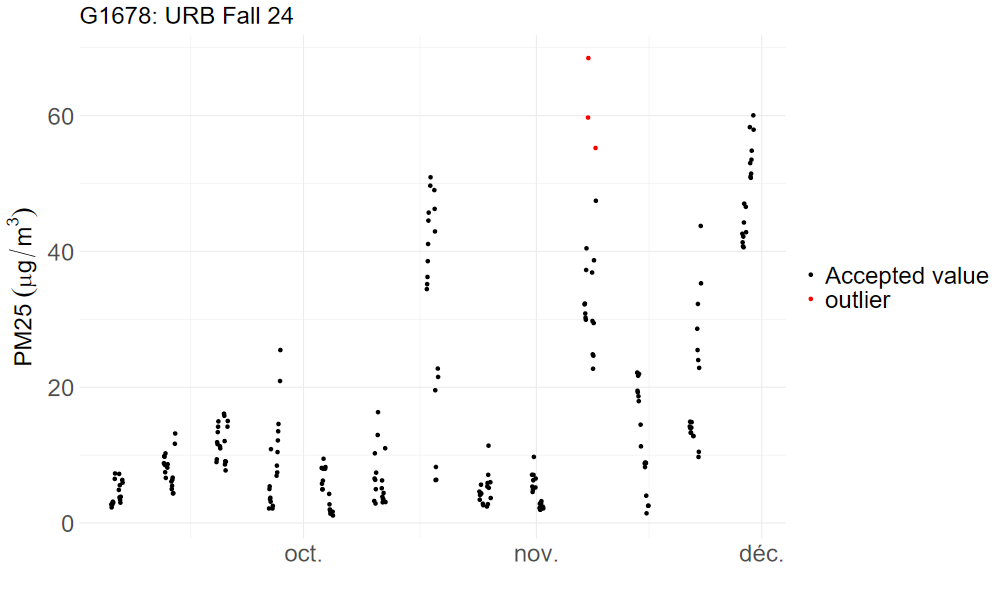 G1678: URB Fall 24
PM25 (μg/m³)
60
40
20
0
oct.
nov.
déc.
Accepted value
outlier